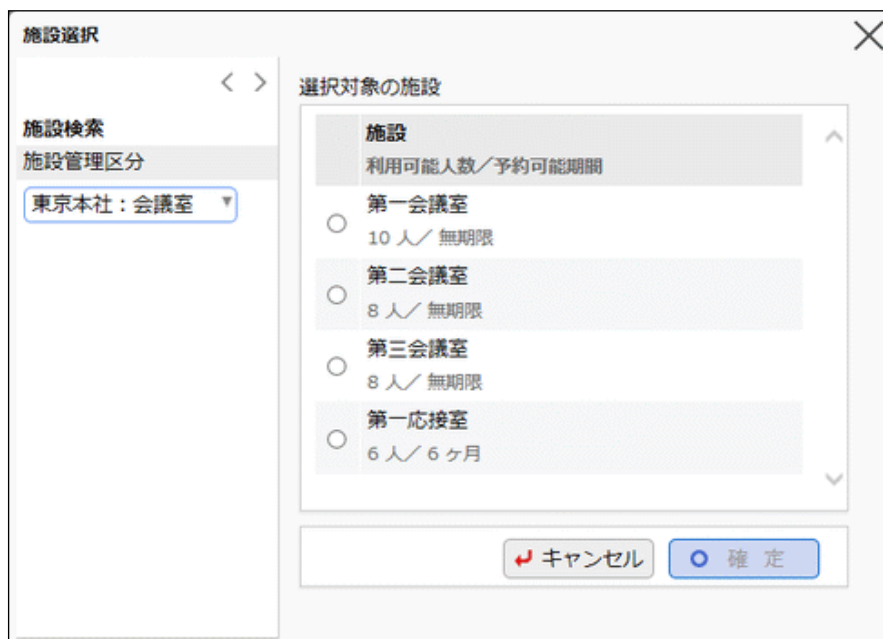 施設選択
施設検索
施設管理区分
東京本社：会議室
選択対象の施設
施設
利用可能人数／予約可能期間
第一会議室
10 人／ 無期限
第二会議室
8 人／ 無期限
第三会議室
8 人／ 無期限
第一応接室
6 人／ 6 ヶ月
キャンセル
確 定